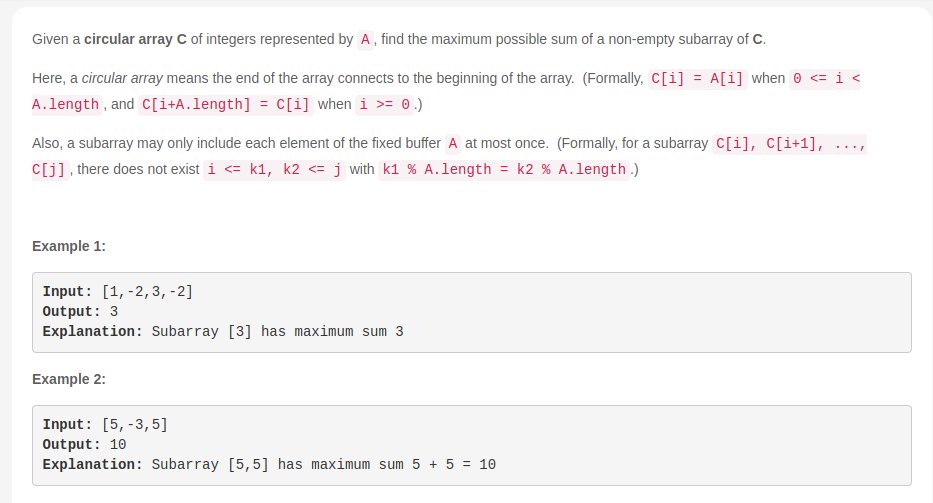 Given a circular array C of integers represented by A, find the maximum possible sum of a non-empty subarray of C.
Here, a circular array means the end of the array connects to the beginning of the array. (Formally, C[i] = A[i] when 0 <= i <
A.length, and C[i+A.length] = C[i] when i >= 0.)
Also, a subarray may only include each element of the fixed buffer A at most once. (Formally, for a subarray C[i], C[i+1], ...,
C[j], there does not exist i <= k1, k2 <= j with k1 % A.length = k2 % A.length.)
Example 1:
Input: [1,-2,3,-2]
Output: 3
Explanation: Subarray [3] has maximum sum 3
Example 2:
Input: [5,-3,5]
Output: 10
Explanation: Subarray [5,5] has maximum sum 5 + 5 = 10